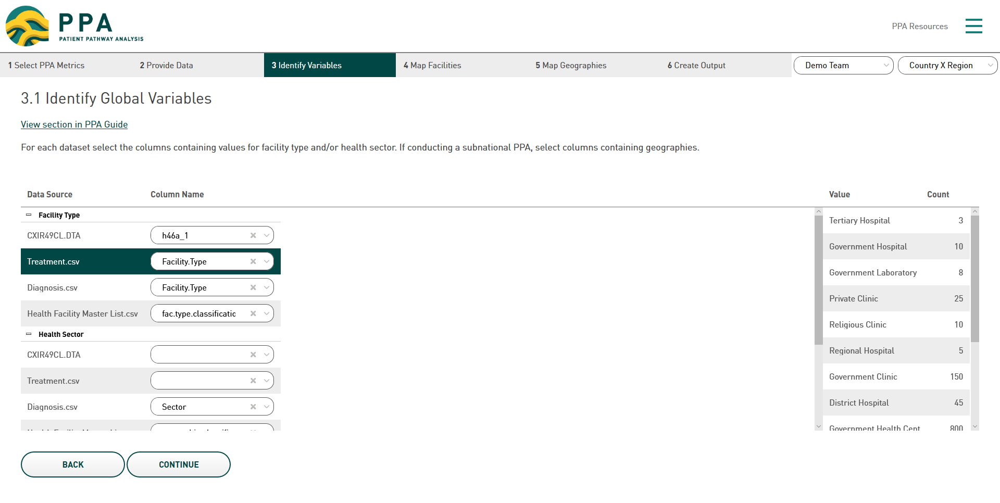 PPA
PATIENT PATHWAY ANALYSIS
PPA Resources
1 Select PPA Metrics
2 Provide Data
3 Identify Variables
4 Map Facilities
5 Map Geographies
6 Create Output
Demo Team
Country X Region
3.1 Identify Global Variables
View section in PPA Guide
For each dataset select the columns containing values for facility type and/or health sector. If conducting a subnational PPA, select columns containing geographies.
Data Source Column Name Value Count
Facility Type
CXIR49CL.DTA h46a_1
Treatment.csv Facility.Type
Diagnosis.csv Facility.Type
Health Facility Master List.csv fac.type.classificatic
Health Sector
CXIR49CL.DTA
Treatment.csv
Diagnosis.csv Sector
Tertiary Hospital 3
Government Hospital 10
Government Laboratory 8
Private Clinic 25
Religious Clinic 10
Regional Hospital 5
Government Clinic 150
District Hospital 45
Government Health Cent 800
BACK
CONTINUE